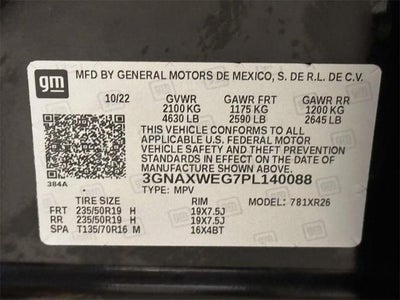 gm
MFD BY GENERAL MOTORS DE MEXICO, S. DE R.L. DE C.V.
10/22 GVWR GAWR FRT GAWR RR
2100 KG 1175 KG 1200 KG
4630 LB 2590 LB 2645 LB
THIS VEHICLE CONFORMS TO ALL
APPLICABLE U.S. FEDERAL MOTOR
VEHICLE SAFETY AND THEFT PREVENTION
STANDARDS IN EFFECT ON THE DATE OF
MANUFACTURE SHOWN ABOVE.
384A 3GNAXWEG7PL140088
TYPE: MPV
TIRE SIZE RIM MODEL: 781XR26
FRT 235/50R19 H 19X7.5J
RR 235/50R19 H 19X7.5J
SPA T135/70R16 M 16X4BT